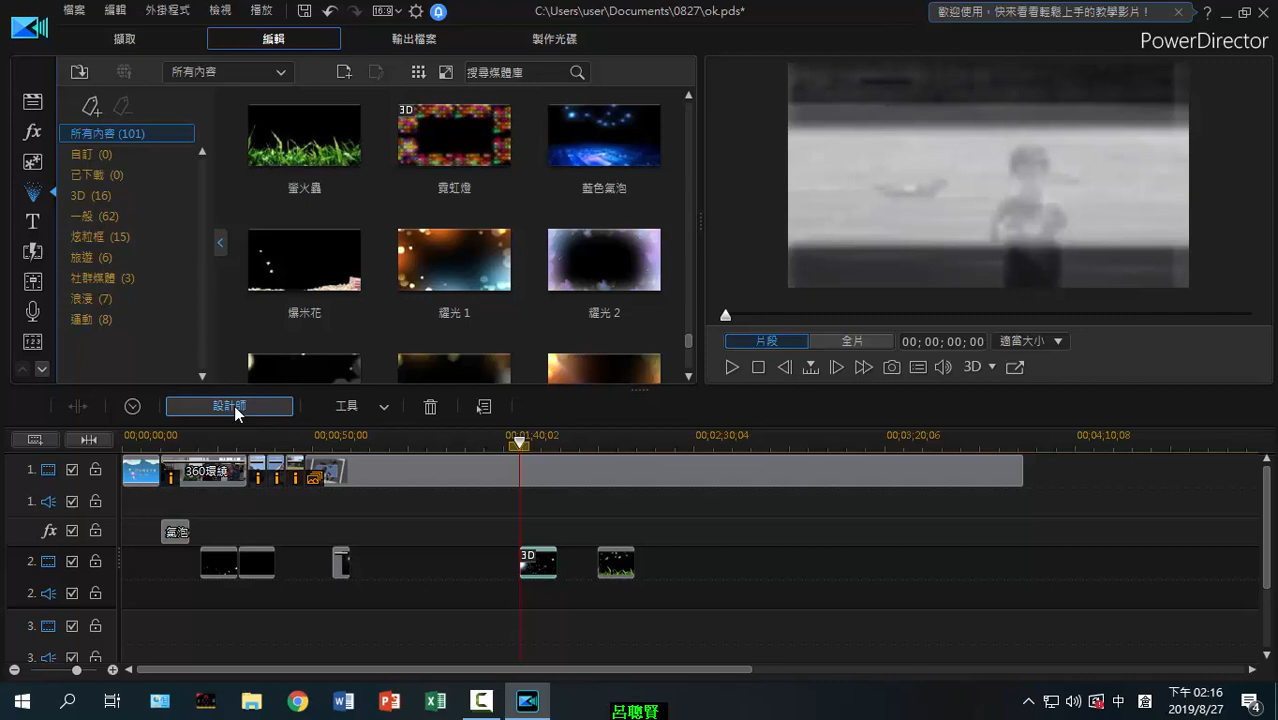 檔案 編輯 外掛程式 檢視 播放 16:9 C:\Users\user\Documents\0827\ok.pds* 歡迎使用，快來看看輕鬆上手的教學影片！ ?
擷取 編輯 輸出檔案 製作光碟 PowerDirector
所有內容 搜尋媒體庫
所有內容 (101)
自訂 (0)
已下載 (0)
3D (16)
一般 (62)
炫粒框 (15)
旅遊 (6)
社群媒體 (3)
浪漫 (7)
運動 (8)
fx
T
3D
螢火蟲 霓虹燈 藍色氣泡
爆米花 耀光 1 耀光 2
片段 全片 00; 00; 00; 00 適當大小
3D
設計師 工具
00;00;00;00 00;00;50;00 00;01;40;02 00;02;30;04 00;03;20;06 00;04;10;08
1. 360環繞
1.
fx 氣泡
2. 3D
2.
3.
3.
中 倉 下午 02:16
2019/8/27 4
呂聰賢